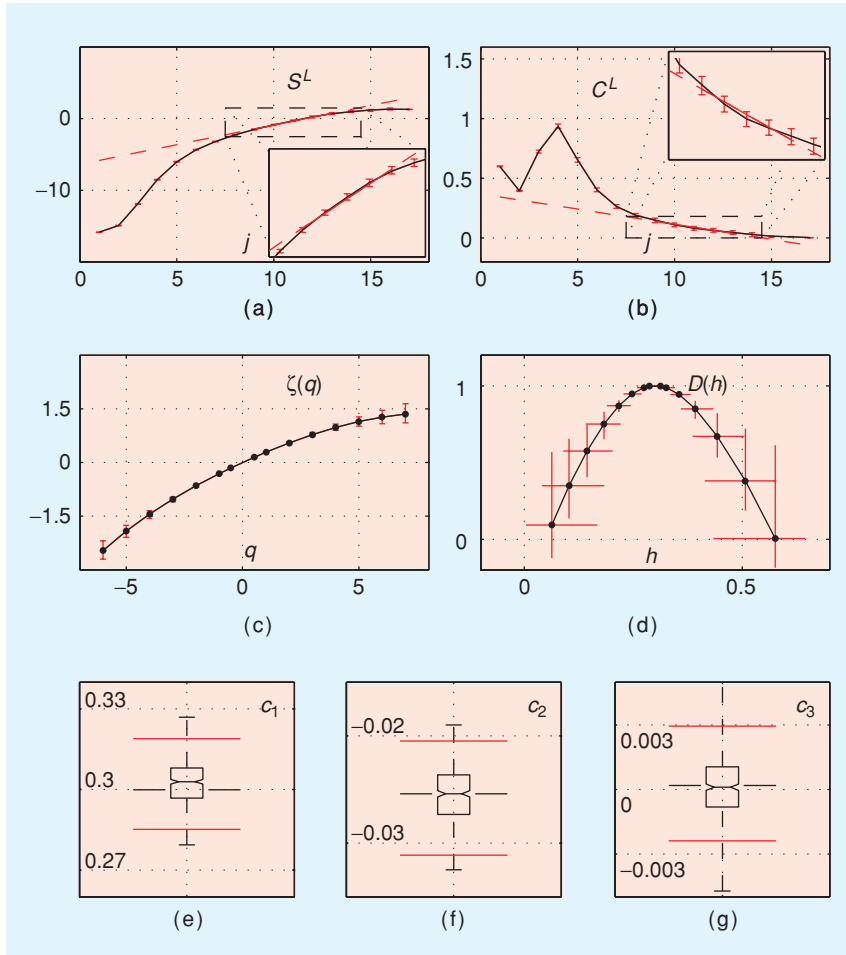 S^L
0
−10
j
0 5 10 15
(a)
C^L
1.5
1
0.5
0
j
0 5 10 15
(b)
ζ(q)
1.5
0
−1.5
q
−5 0 5
(c)
D(h)
1
0
h
0 0.5
(d)
c1
0.33
0.3
0.27
(e)
c2
−0.02
−0.03
(f)
c3
0.003
0
−0.003
(g)